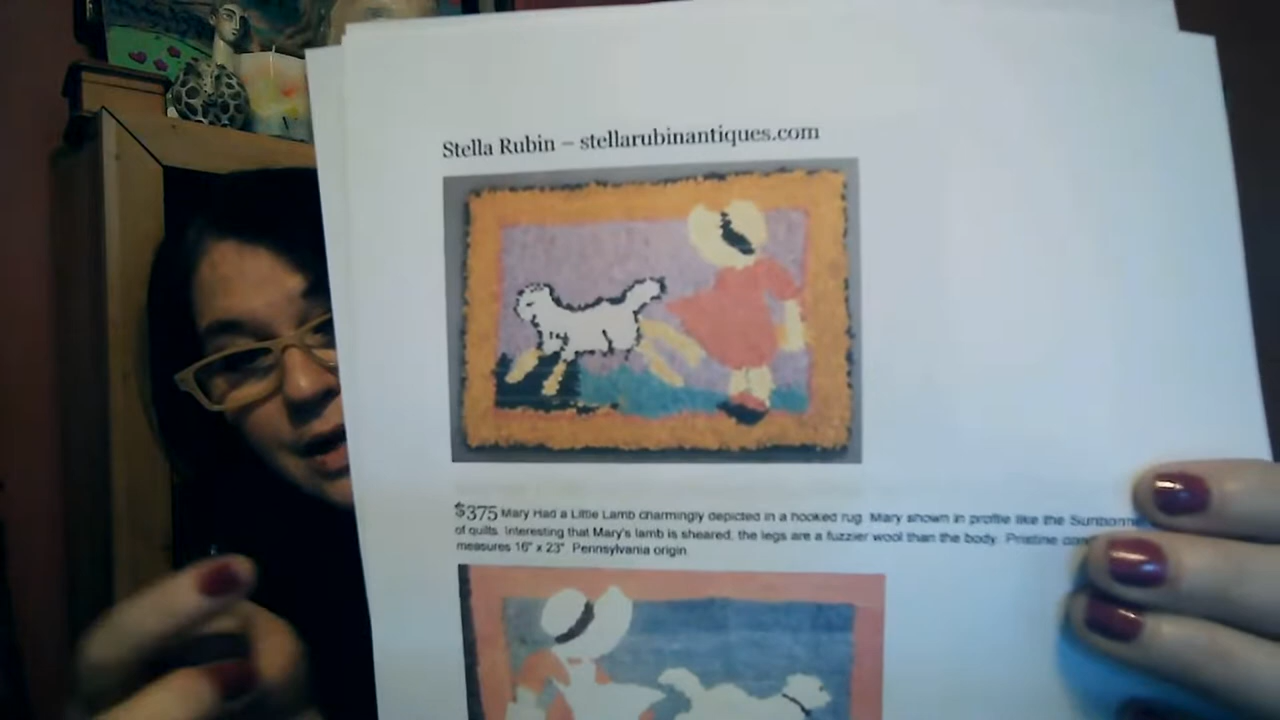 Stella Rubin – stellarubinantiques.com
$375 Mary Had a Little Lamb charmingly depicted in a hooked rug. Mary shown in profile like the Sunbonne
of quilts. Interesting that Mary's lamb is sheared, the legs are a fuzzier wool than the body. Pristine con
measures 16" x 23". Pennsylvania origin.